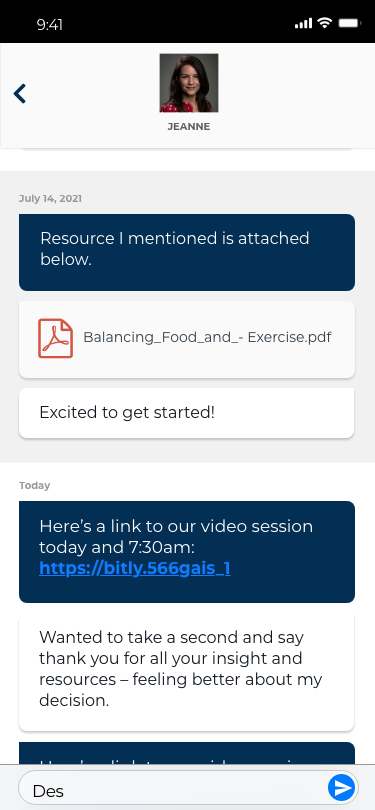 9:41
JEANNE
July 14, 2021
Resource I mentioned is attached
below.
Balancing_Food_and_- Exercise.pdf
Excited to get started!
Today
Here's a link to our video session
today and 7:30am:
https://bitly.566gais_1
Wanted to take a second and say
thank you for all your insight and
resources – feeling better about my
decision.
Des